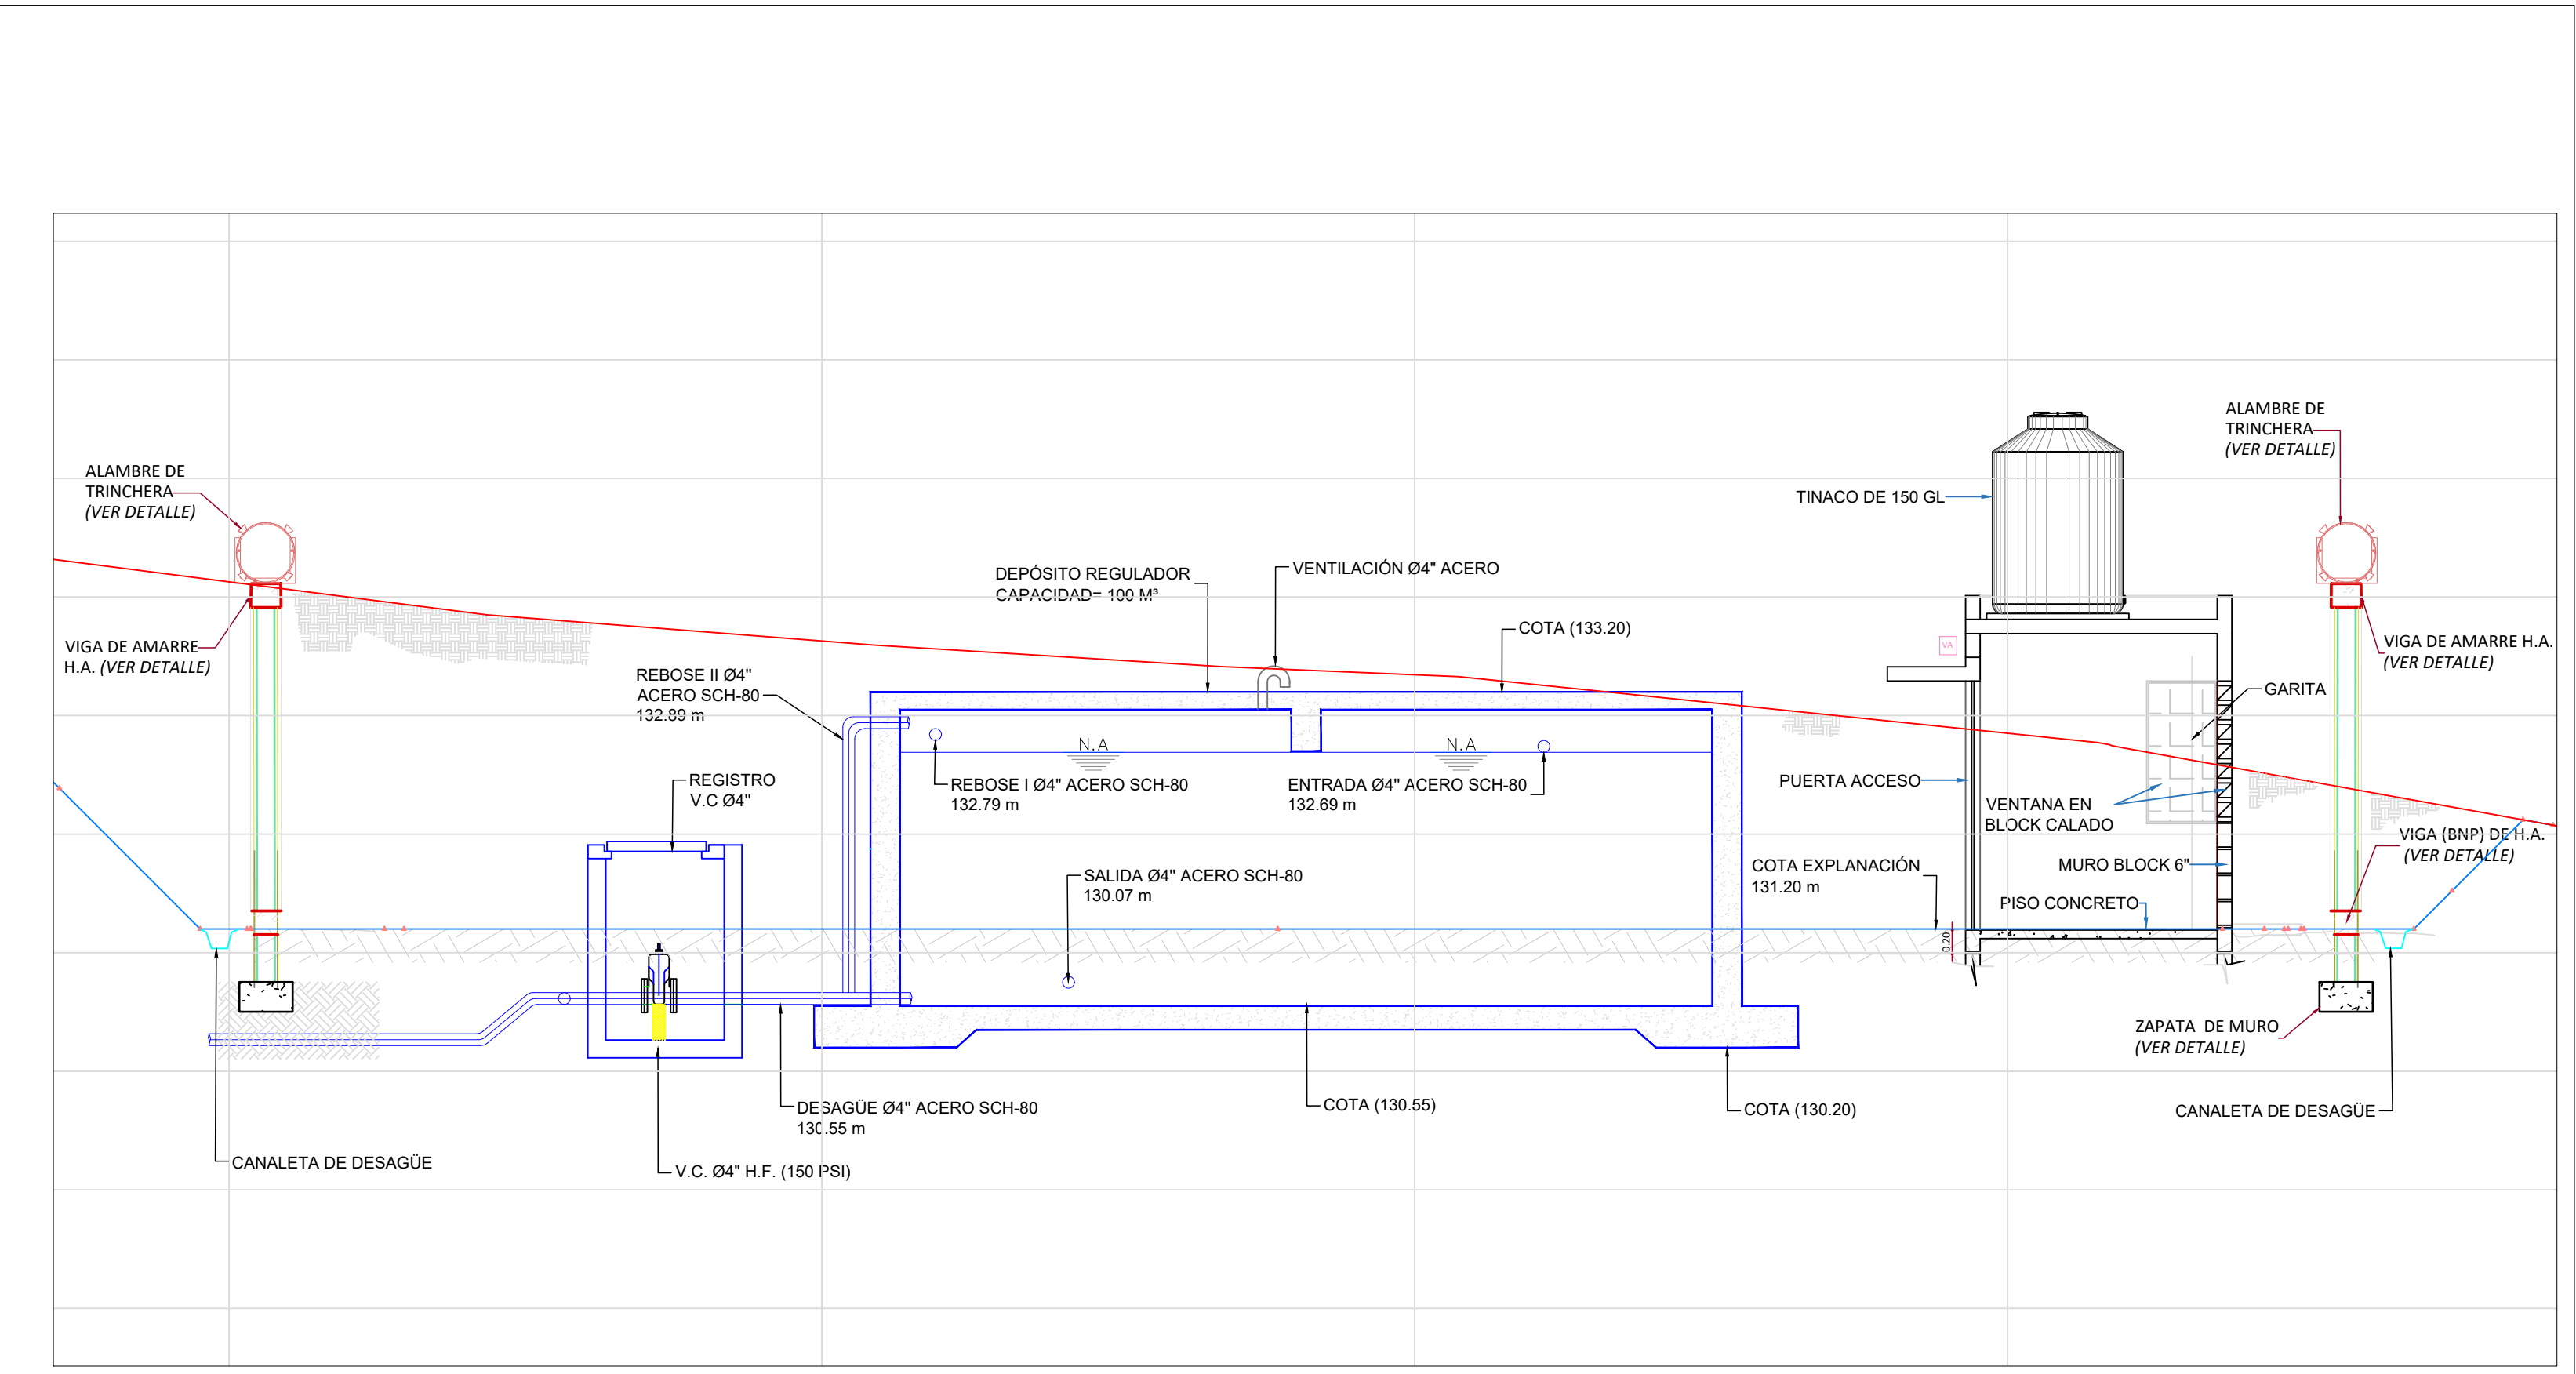 ALAMBRE DE
TRINCHERA
(VER DETALLE)
ALAMBRE DE
TRINCHERA
(VER DETALLE)
TINACO DE 150 GL
DEPÓSITO REGULADOR
CAPACIDAD= 100 M³
VENTILACIÓN Ø4" ACERO
COTA (133.20)
VIGA DE AMARRE
H.A. (VER DETALLE)
VA
VIGA DE AMARRE H.A.
(VER DETALLE)
REBOSE II Ø4"
ACERO SCH-80
132.89 m
GARITA
N.A
N.A
REGISTRO
V.C Ø4"
REBOSE I Ø4" ACERO SCH-80
132.79 m
ENTRADA Ø4" ACERO SCH-80
132.69 m
PUERTA ACCESO
VENTANA EN
BLOCK CALADO
VIGA (BNP) DE H.A.
(VER DETALLE)
SALIDA Ø4" ACERO SCH-80
130.07 m
COTA EXPLANACIÓN
131.20 m
MURO BLOCK 6"
PISO CONCRETO
0.20
ZAPATA DE MURO
(VER DETALLE)
DESAGÜE Ø4" ACERO SCH-80
130.55 m
COTA (130.55)
COTA (130.20)
CANALETA DE DESAGÜE
CANALETA DE DESAGÜE
V.C. Ø4" H.F. (150 PSI)